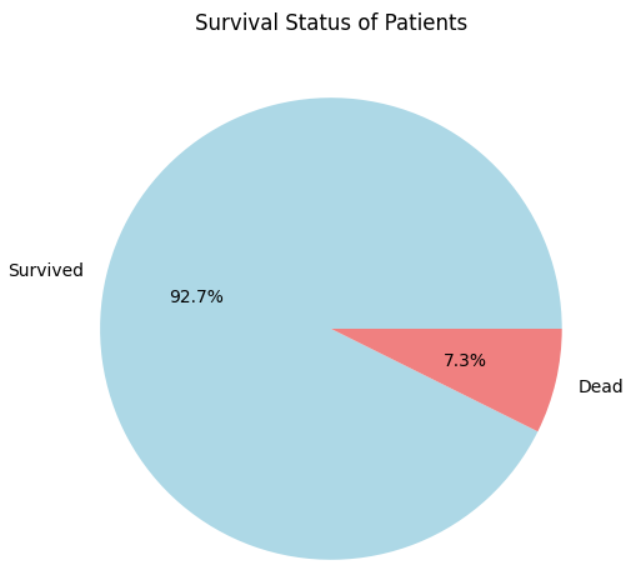 Survival Status of Patients
Survived
92.7%
7.3%
Dead